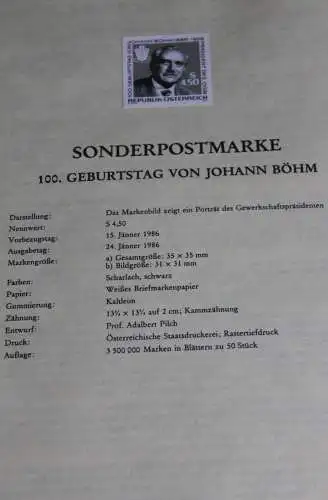 S 4,50
REPUBLIK ÖSTERREICH
SONDERPOSTMARKE
100. GEBURTSTAG VON JOHANN BÖHM
Darstellung: Das Markenbild zeigt ein Porträt des Gewerkschaftspräsidenten
Nennwert: S 4,50
Vorbezugstag: 15. Jänner 1986
Ausgabetag: 24. Jänner 1986
Markengröße: a) Gesamtgröße: 35 × 35 mm
b) Bildgröße: 31 × 31 mm
Farben: Scharlach, schwarz
Papier: Weißes Briefmarkenpapier
Gummierung: Kaltleim
Zähnung: 13¾ × 13¾ auf 2 cm; Kammzähnung
Entwurf: Prof. Adalbert Pilch
Druck: Österreichische Staatsdruckerei; Rastertiefdruck
Auflage: 3 500 000 Marken in Blättern zu 50 Stück